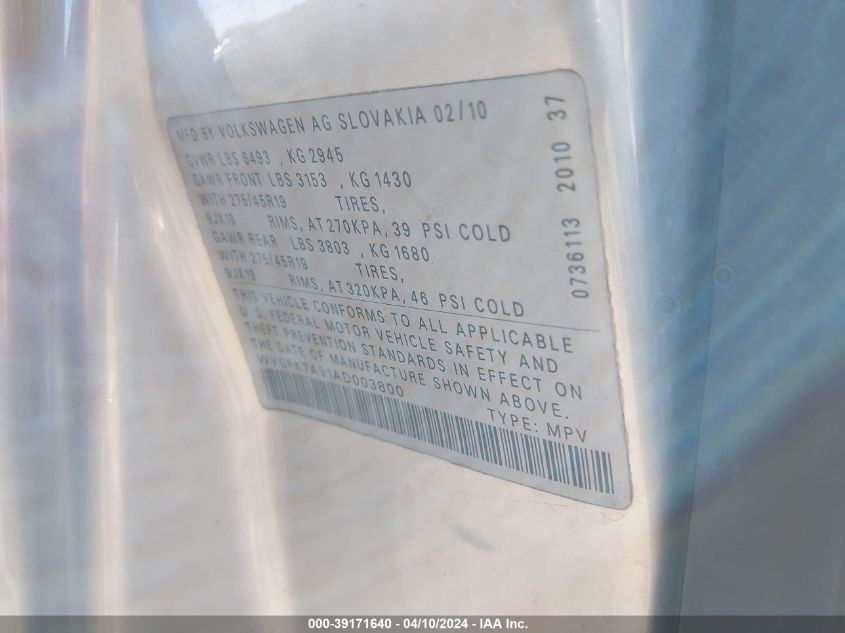 MFD BY VOLKSWAGEN AG SLOVAKIA 02/10
GVWR LBS 6493 , KG 2945
GAWR FRONT LBS 3153 , KG 1430
WITH 275/45R19 TIRES,
8JX19 RIMS, AT 270KPA, 39 PSI COLD
GAWR REAR LBS 3803 , KG 1680
WITH 275/45R19 TIRES,
8JX19 RIMS, AT 320KPA, 46 PSI COLD
THIS VEHICLE CONFORMS TO ALL APPLICABLE
U. S. FEDERAL MOTOR VEHICLE SAFETY AND
THEFT PREVENTION STANDARDS IN EFFECT ON
THE DATE OF MANUFACTURE SHOWN ABOVE.
WVGFK7A91AD003800 TYPE: MPV
0736113 2010 37
000-39171640 - 04/10/2024 - IAA Inc.